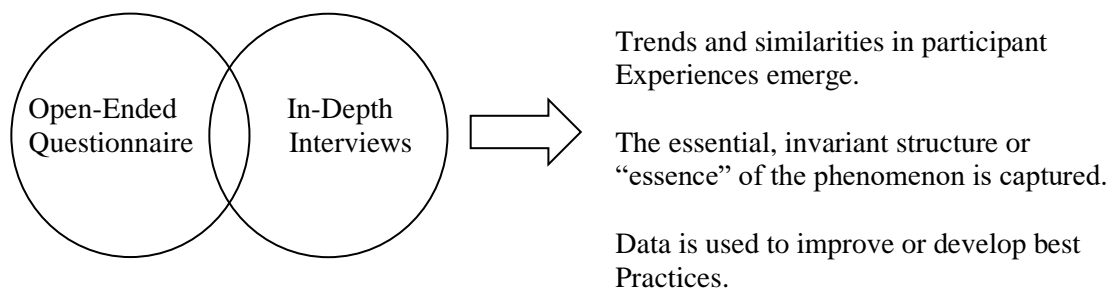 Open-Ended
Questionnaire
In-Depth
Interviews
Trends and similarities in participant
Experiences emerge.
The essential, invariant structure or
“essence” of the phenomenon is captured.
Data is used to improve or develop best
Practices.